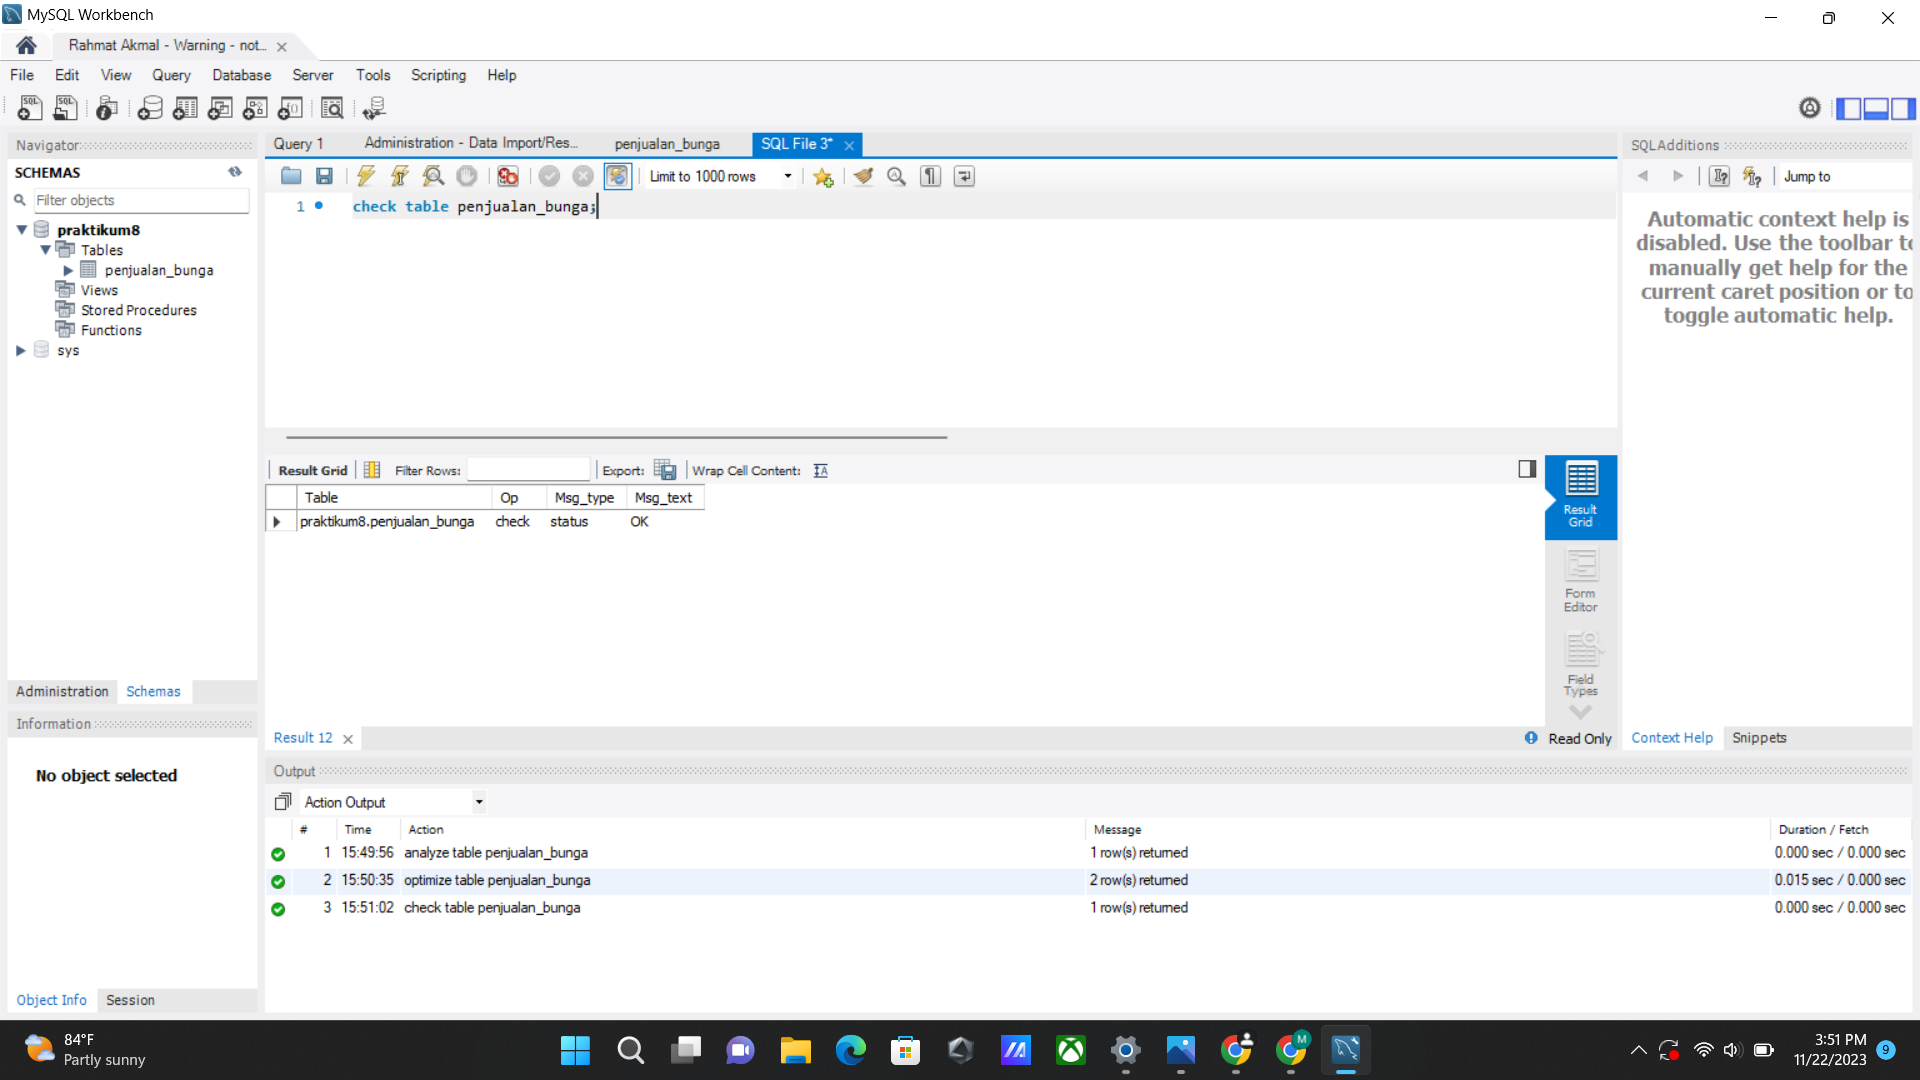 MySQL Workbench
Rahmat Akmal - Warning - not...
File Edit View Query Database Server Tools Scripting Help
Navigator
SCHEMAS
Filter objects
praktikum8
Tables
penjualan_bunga
Views
Stored Procedures
Functions
sys
Administration Schemas
Information
No object selected
Object Info Session
Query 1 Administration - Data Import/Res... penjualan_bunga SQL File 3*
Limit to 1000 rows
1 check table penjualan_bunga;
Result Grid Filter Rows: Export: Wrap Cell Content:
Table Op Msg_type Msg_text
praktikum8.penjualan_bunga check status OK
Result
Grid
Form
Editor
Field
Types
Result 12 Read Only
Output
Action Output
# Time Action Message Duration / Fetch
1 15:49:56 analyze table penjualan_bunga 1 row(s) returned 0.000 sec / 0.000 sec
2 15:50:35 optimize table penjualan_bunga 2 row(s) returned 0.015 sec / 0.000 sec
3 15:51:02 check table penjualan_bunga 1 row(s) returned 0.000 sec / 0.000 sec
SQLAdditions
Jump to
Automatic context help is
disabled. Use the toolbar to
manually get help for the
current caret position or to
toggle automatic help.
Context Help Snippets
84°F
Partly sunny
3:51 PM
11/22/2023
9